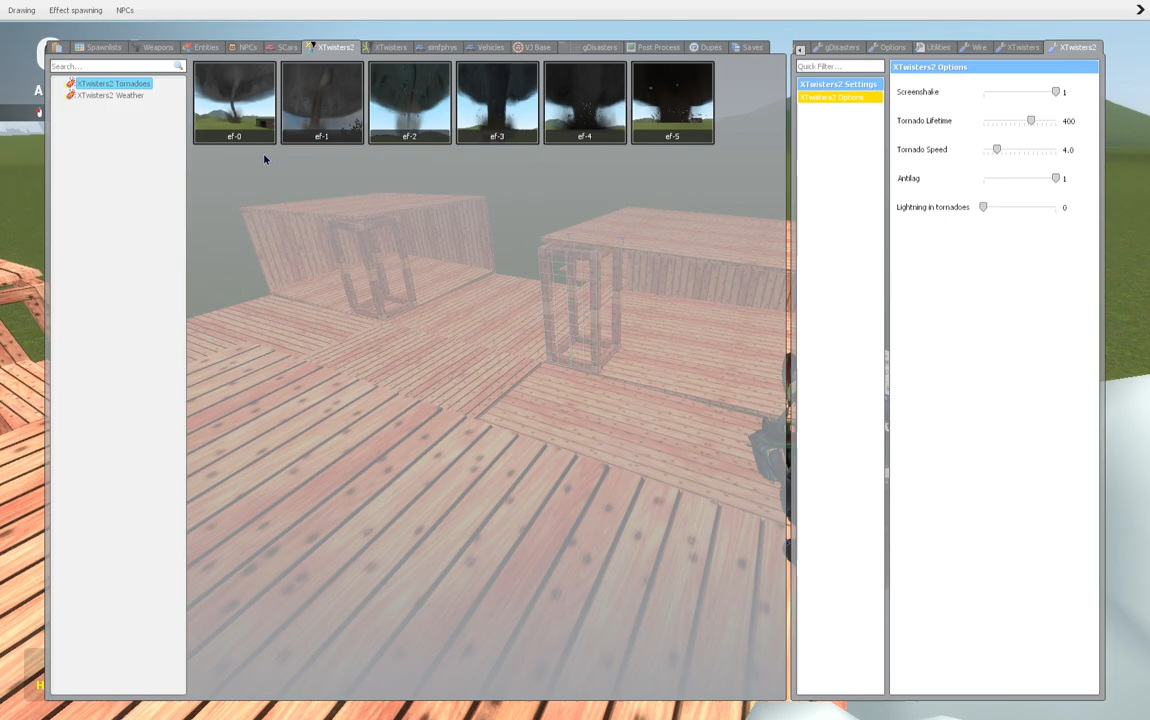 Drawing Effect spawning NPCs
Spawnlists Weapons Entities NPCs SCars XTwisters2 XTwisters simfphys Vehicles VJ Base gDisasters Post Process Dupes Saves
gDisasters Options Utilities Wire XTwisters XTwisters2
Search...
XTwisters2 Tornadoes
XTwisters2 Weather
ef-0 ef-1 ef-2 ef-3 ef-4 ef-5
Quick Filter...
XTwisters2 Settings
XTwisters2 Options
XTwisters2 Options
Screenshake 1
Tornado Lifetime 400
Tornado Speed 4.0
Antilag 1
Lightning in tornadoes 0